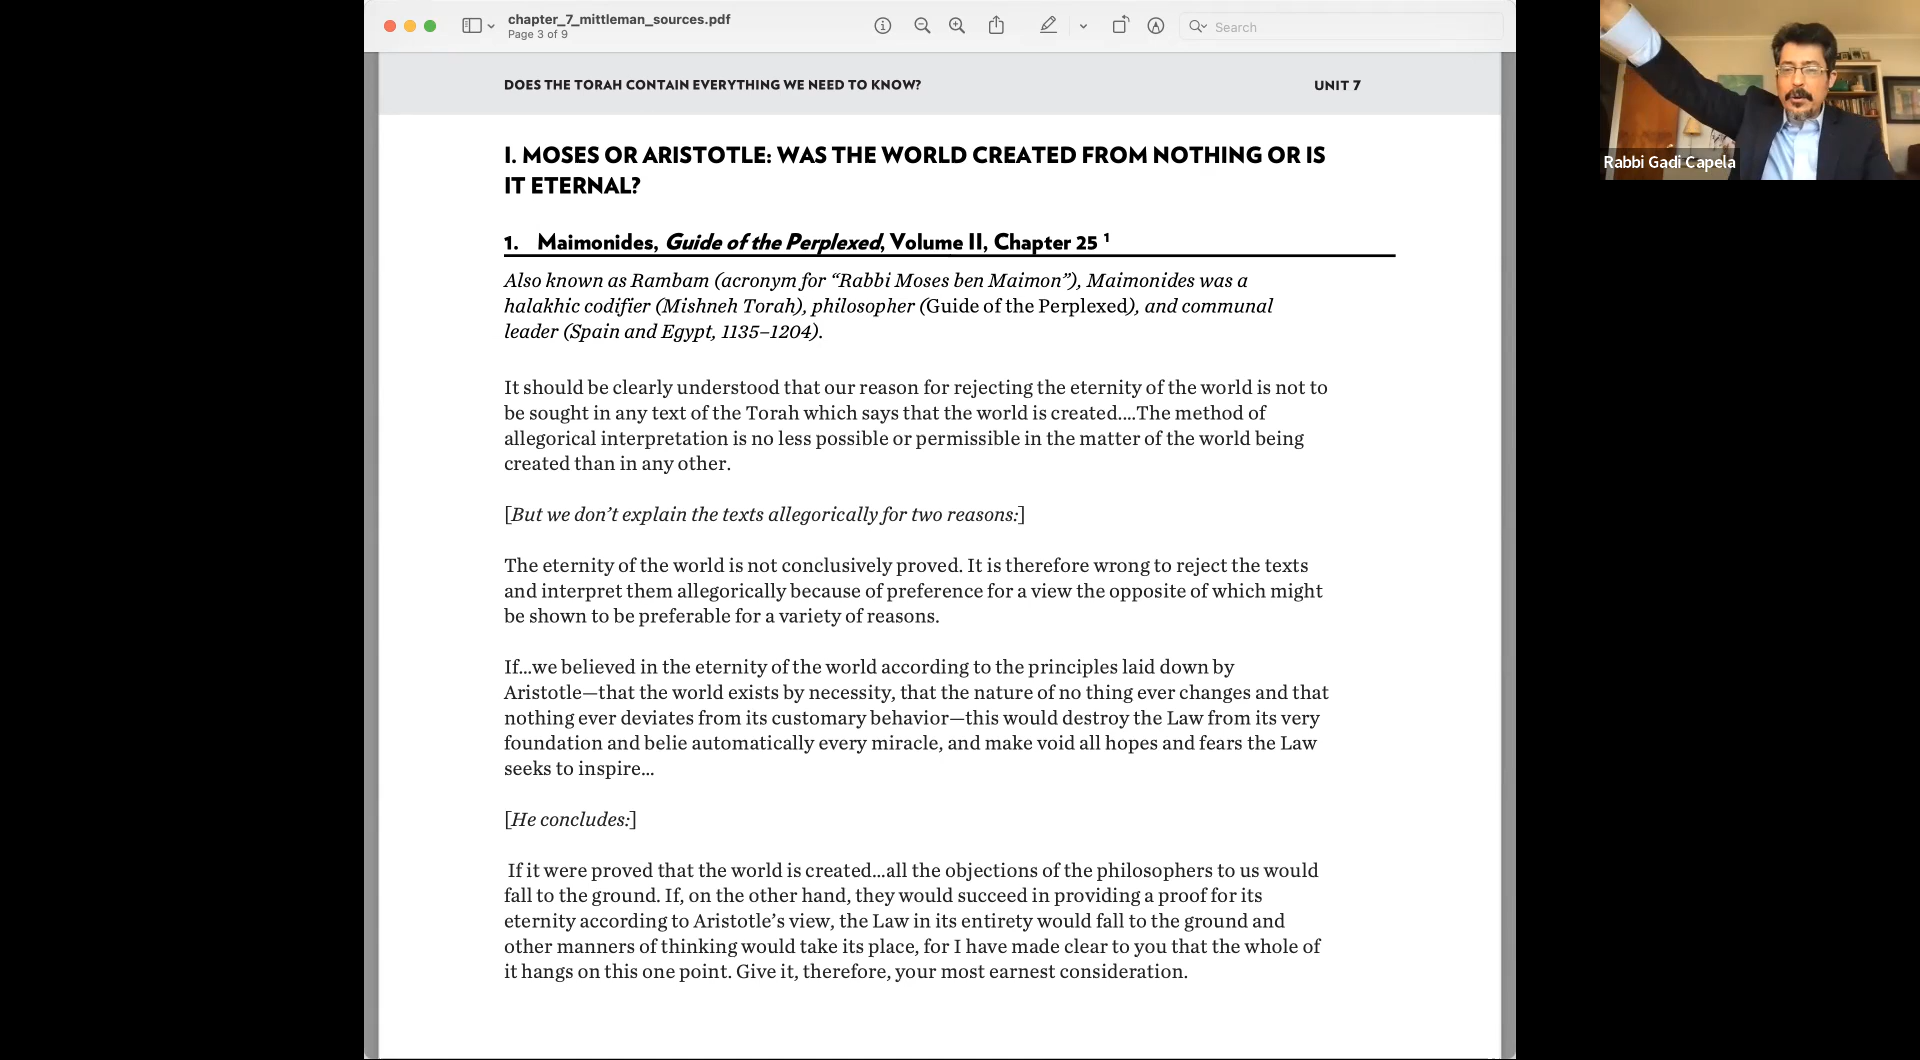 chapter_7_mittleman_sources.pdf
Page 3 of 9
Search
DOES THE TORAH CONTAIN EVERYTHING WE NEED TO KNOW?
UNIT 7
I. MOSES OR ARISTOTLE: WAS THE WORLD CREATED FROM NOTHING OR IS
IT ETERNAL?
1. Maimonides, Guide of the Perplexed, Volume II, Chapter 25 1
Also known as Rambam (acronym for “Rabbi Moses ben Maimon”), Maimonides was a
halakhic codifier (Mishneh Torah), philosopher (Guide of the Perplexed), and communal
leader (Spain and Egypt, 1135–1204).
It should be clearly understood that our reason for rejecting the eternity of the world is not to
be sought in any text of the Torah which says that the world is created....The method of
allegorical interpretation is no less possible or permissible in the matter of the world being
created than in any other.
[But we don’t explain the texts allegorically for two reasons:]
The eternity of the world is not conclusively proved. It is therefore wrong to reject the texts
and interpret them allegorically because of preference for a view the opposite of which might
be shown to be preferable for a variety of reasons.
If...we believed in the eternity of the world according to the principles laid down by
Aristotle—that the world exists by necessity, that the nature of no thing ever changes and that
nothing ever deviates from its customary behavior—this would destroy the Law from its very
foundation and belie automatically every miracle, and make void all hopes and fears the Law
seeks to inspire...
[He concludes:]
If it were proved that the world is created...all the objections of the philosophers to us would
fall to the ground. If, on the other hand, they would succeed in providing a proof for its
eternity according to Aristotle’s view, the Law in its entirety would fall to the ground and
other manners of thinking would take its place, for I have made clear to you that the whole of
it hangs on this one point. Give it, therefore, your most earnest consideration.
Rabbi Gadi Capela